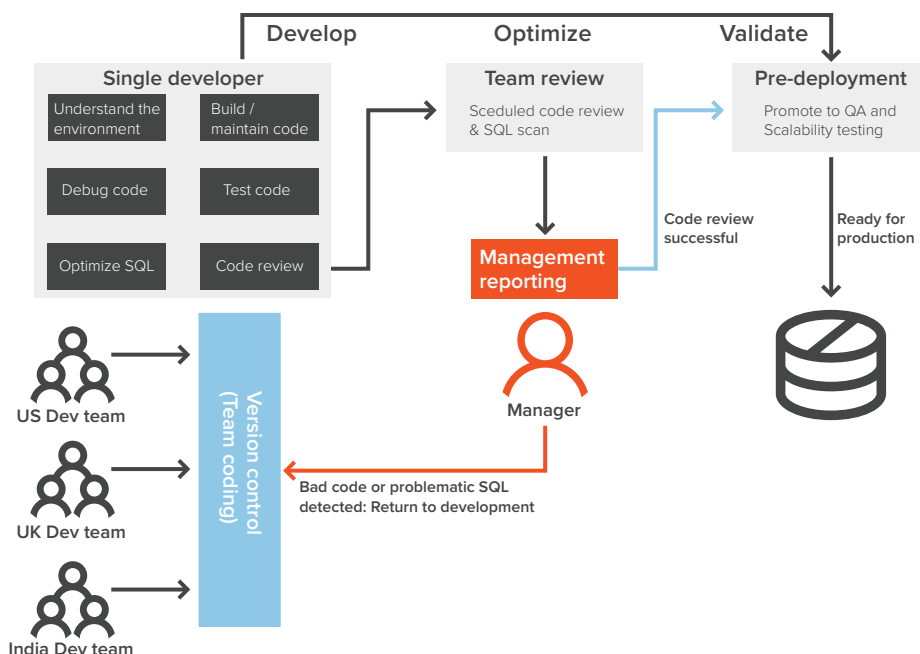 Develop
Optimize
Validate
Single developer
Understand the
environment
Build /
maintain code
Debug code
Test code
Optimize SQL
Code review
Team review
Sceduled code review
& SQL scan
Pre-deployment
Promote to QA and
Scalability testing
Management
reporting
Code review
successful
Ready for
production
Manager
Bad code or problematic SQL
detected: Return to development
Version control
(Team coding)
US Dev team
UK Dev team
India Dev team